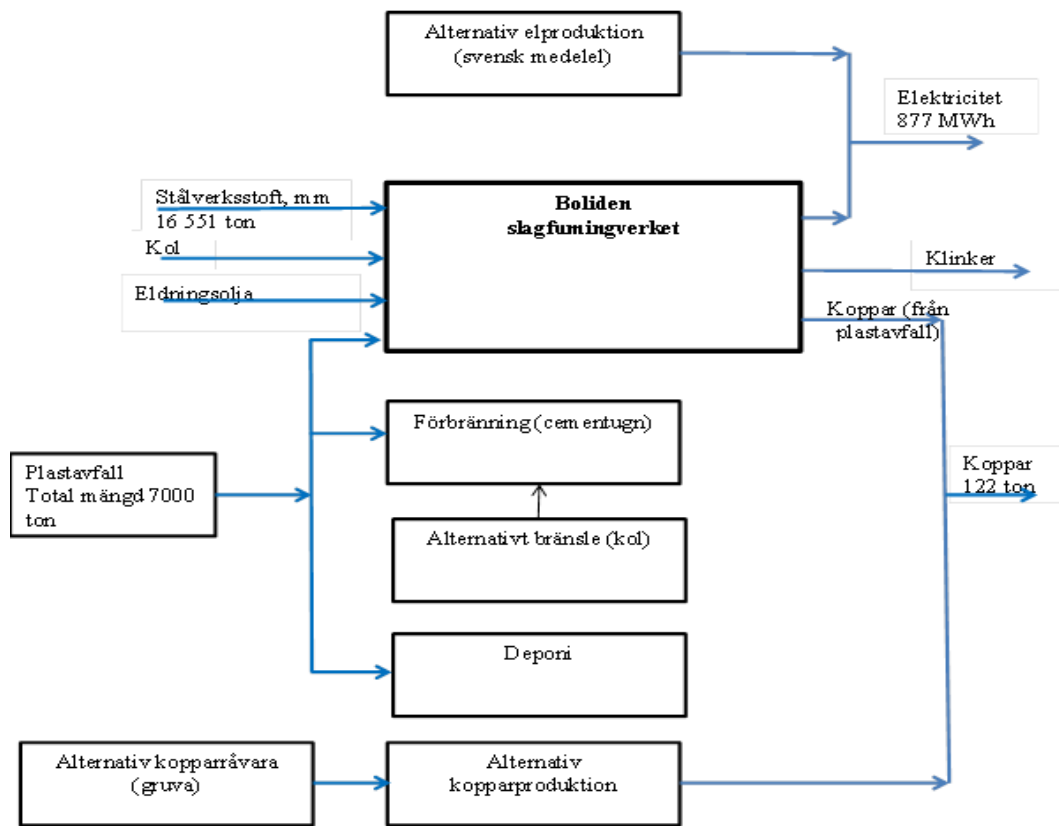 Alternativ elproduktion
(svensk medelel)
Elektricitet
877 MWh
Stålverksstoft, mm
16 551 ton
Boliden
slagfumingverket
Kol
Klinker
Eldningsolja
Koppar (från
plastavfall)
Förbränning (cementugn)
Plastavfall
Total mängd 7000
ton
Koppar
122 ton
Alternativt bränsle (kol)
Deponi
Alternativ kopparråvara
(gruva)
Alternativ
kopparproduktion